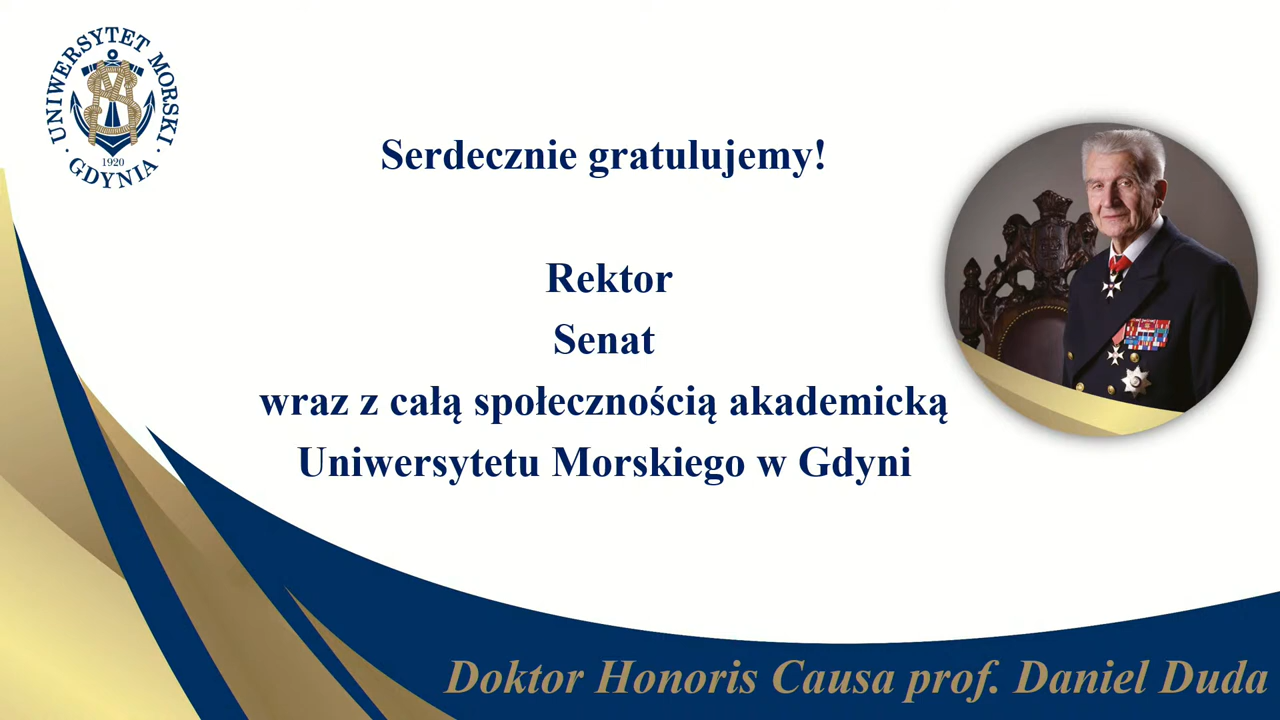 UNIWERSYTET MORSKI
1920
GDYNIA
Serdecznie gratulujemy!
Rektor
Senat
wraz z całą społecznością akademicką
Uniwersytetu Morskiego w Gdyni
Doktor Honoris Causa prof. Daniel Duda